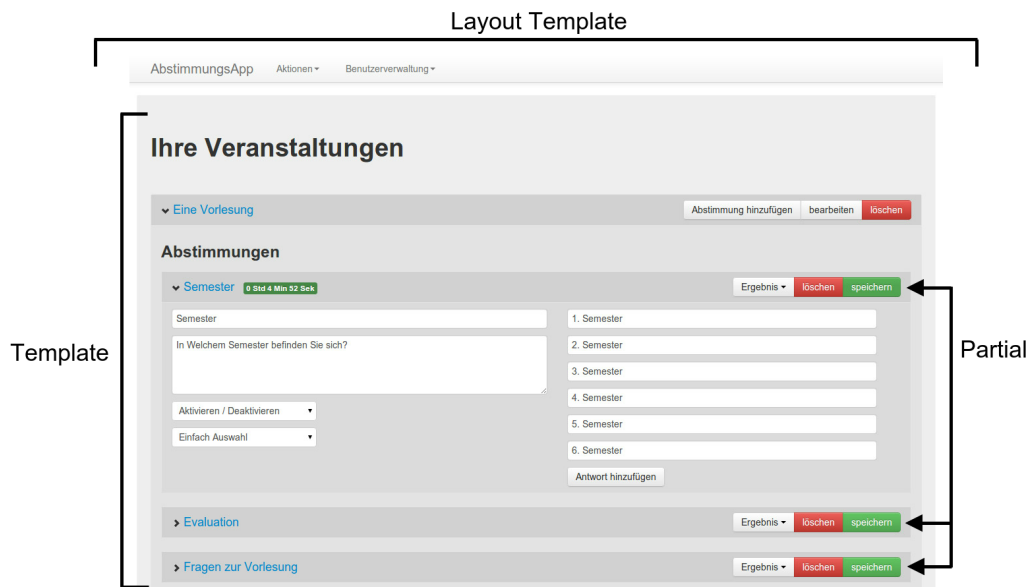 Layout Template
AbstimmungsApp Aktionen Benutzerverwaltung
Ihre Veranstaltungen
Eine Vorlesung Abstimmung hinzufügen bearbeiten löschen
Abstimmungen
Semester 0 Std 4 Min 52 Sek Ergebnis löschen speichern
Semester 1. Semester
In Welchem Semester befinden Sie sich? 2. Semester
Template Partial
3. Semester
4. Semester
Aktivieren / Deaktivieren
5. Semester
Einfach Auswahl
6. Semester
Antwort hinzufügen
Evaluation Ergebnis löschen speichern
Fragen zur Vorlesung Ergebnis löschen speichern